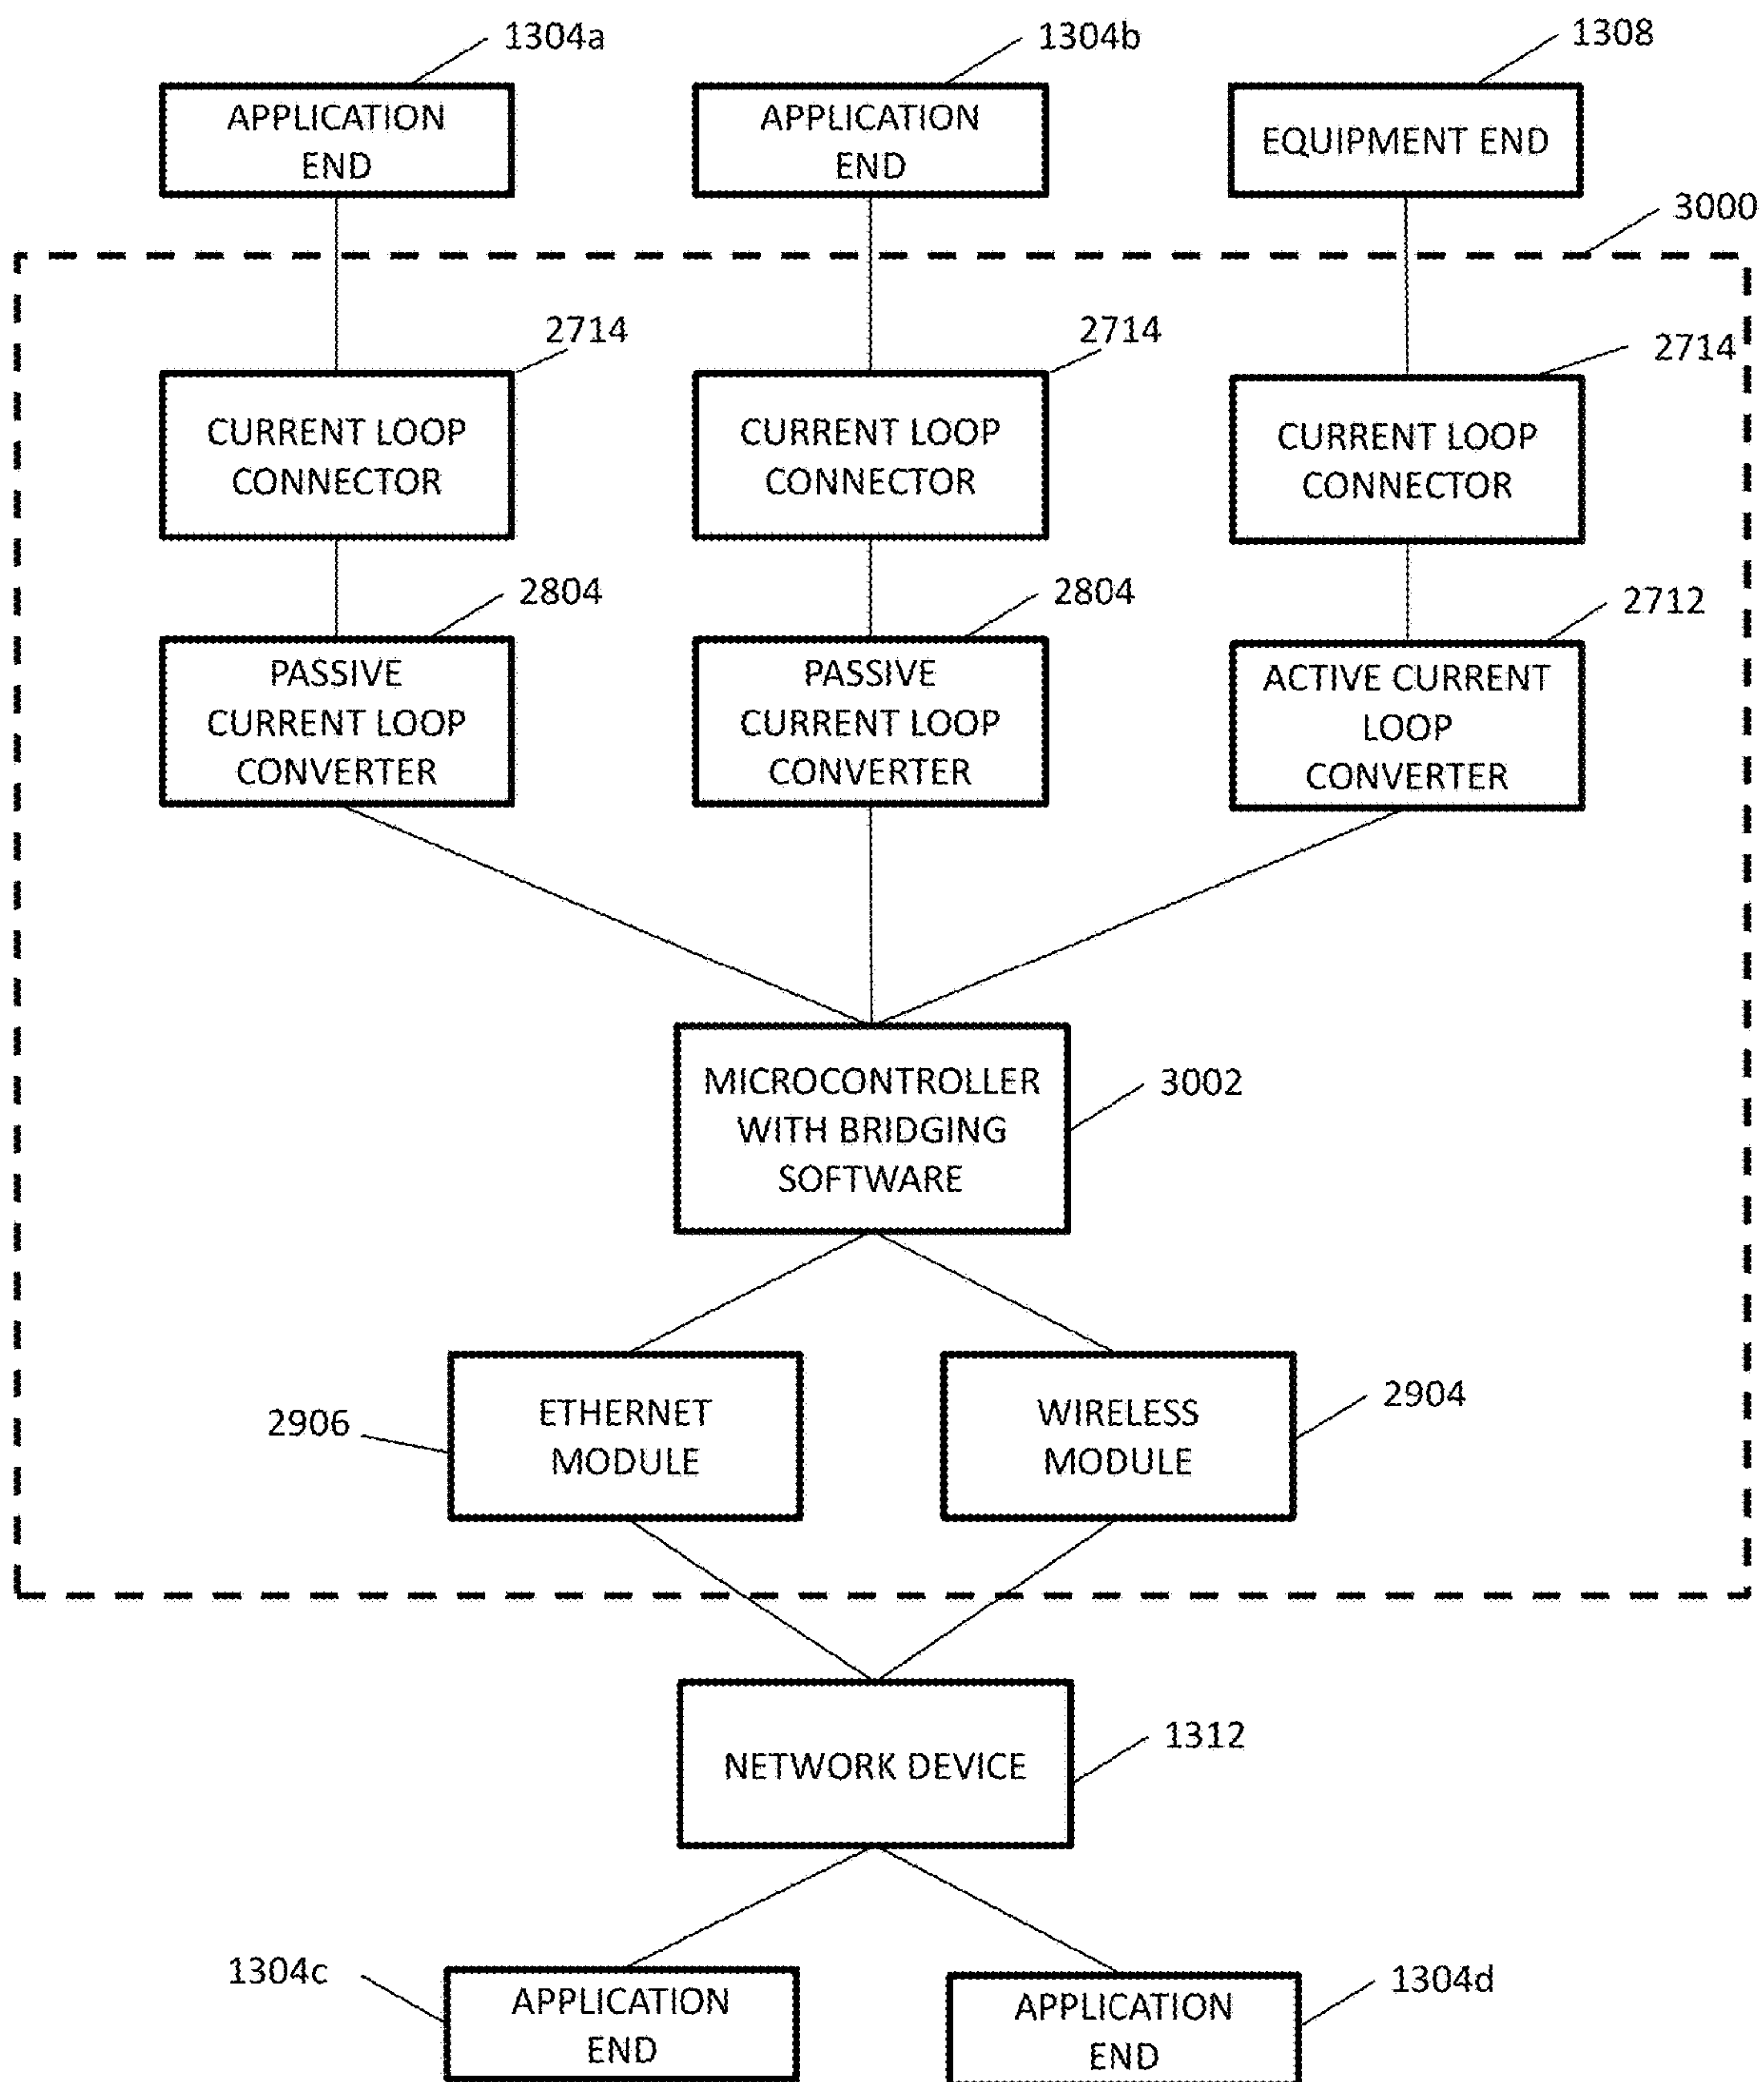 1304a
1304b
1308
APPLICATION
END
APPLICATION
END
EQUIPMENT END
3000
2714
2714
2714
CURRENT LOOP
CONNECTOR
CURRENT LOOP
CONNECTOR
CURRENT LOOP
CONNECTOR
2804
2804
2712
PASSIVE
CURRENT LOOP
CONVERTER
PASSIVE
CURRENT LOOP
CONVERTER
ACTIVE CURRENT
LOOP
CONVERTER
MICROCONTROLLER
WITH BRIDGING
SOFTWARE
3002
2906
ETHERNET
MODULE
WIRELESS
MODULE
2904
NETWORK DEVICE
1312
1304c
APPLICATION
END
APPLICATION
END
1304d